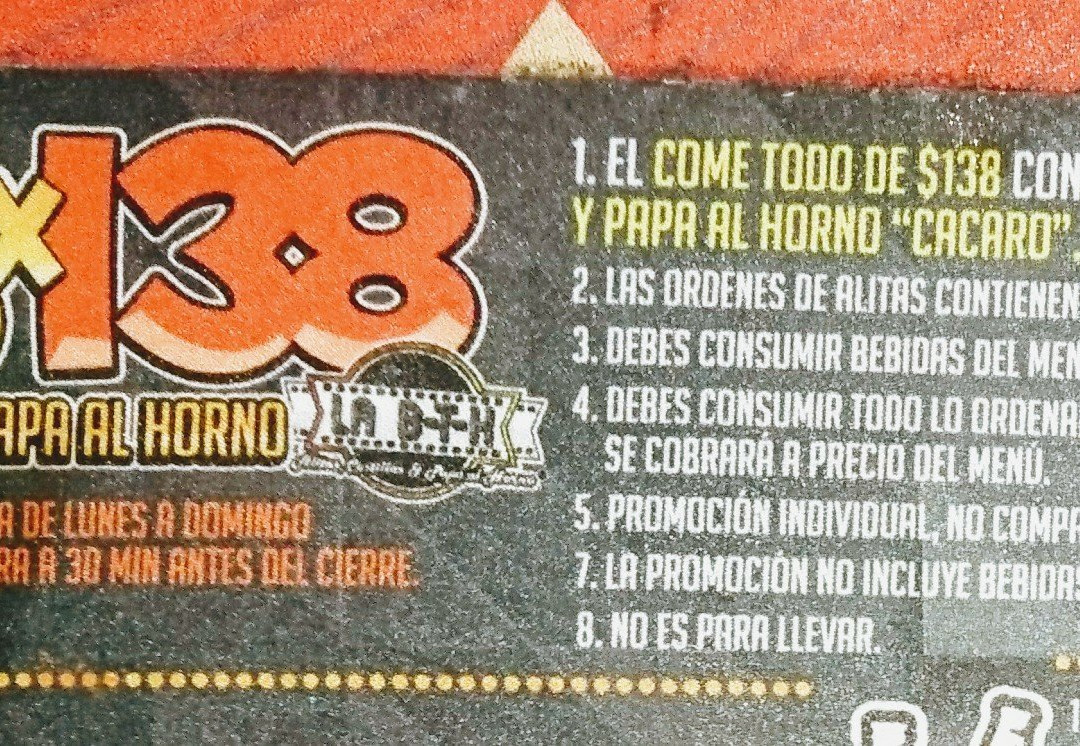 X138
PAPA AL HORNO
LA B-T-H
A DE LUNES A DOMINGO
RA A 30 MIN ANTES DEL CIERRE.
1. EL COME TODO DE $138 CON
Y PAPA AL HORNO “CACARO”.
2. LAS ORDENES DE ALITAS CONTIENEN
3. DEBES CONSUMIR BEBIDAS DEL MEN
4. DEBES CONSUMIR TODO LO ORDENA
SE COBRARÁ A PRECIO DEL MENÚ.
5. PROMOCIÓN INDIVIDUAL, NO COMPA
7. LA PROMOCIÓN NO INCLUYE BEBIDAS
8. NO ES PARA LLEVAR.